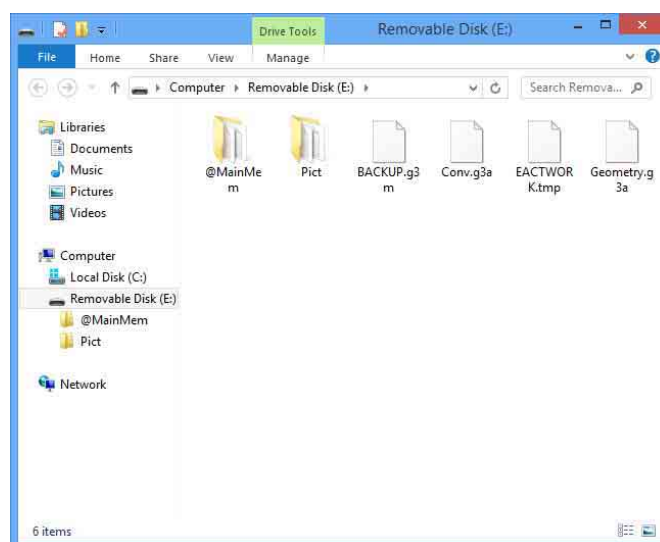 Drive Tools
Removable Disk (E:)
File
Home
Share
View
Manage
Computer
Removable Disk (E:)
Search Remova...
Libraries
Documents
Music
Pictures
Videos
Computer
Local Disk (C:)
Removable Disk (E:)
@MainMem
Pict
Network
@MainMe
m
Pict
BACKUP.g3
m
Conv.g3a
EACTWOR
K.tmp
Geometry.g
3a
6 items